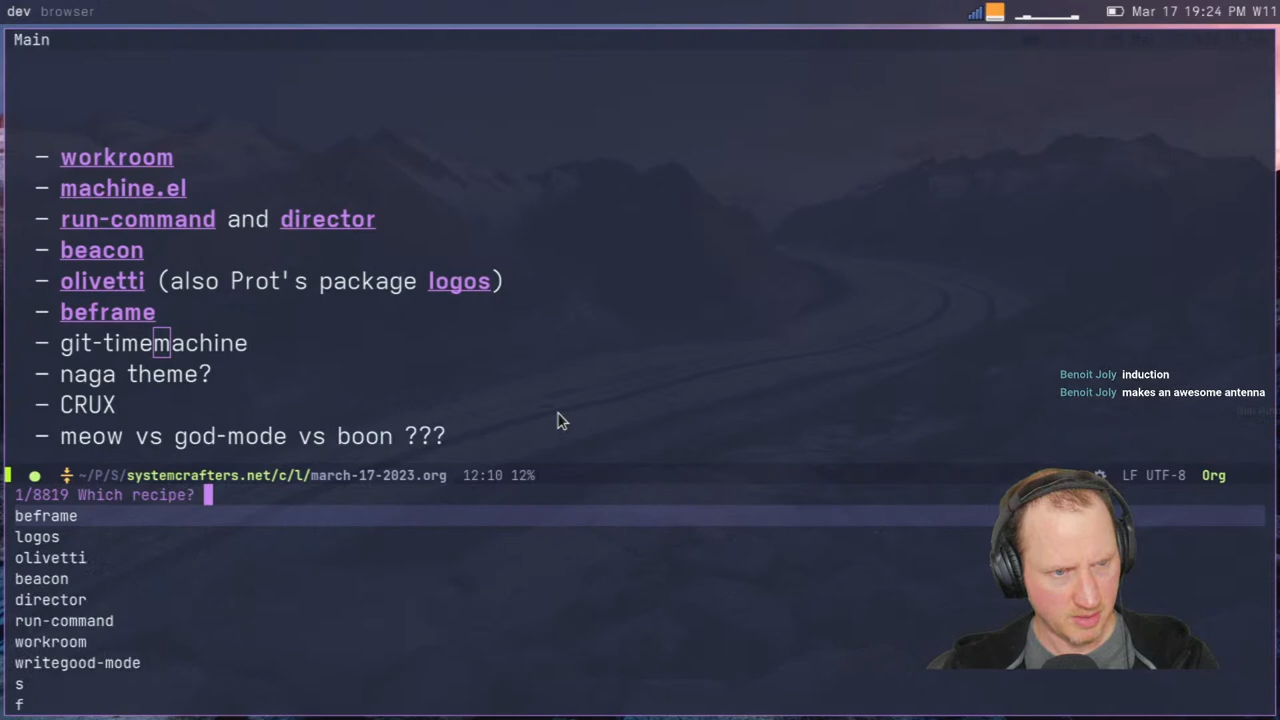 dev browser
Mar 17 19:24 PM W11
Main
– workroom
– machine.el
– run-command and director
– beacon
– olivetti (also Prot's package logos)
– beframe
– git-timemachine
– naga theme?
– CRUX
– meow vs god-mode vs boon ???
Benoit Joly induction
Benoit Joly makes an awesome antenna
~/P/S/systemcrafters.net/c/l/march-17-2023.org 12:10 12% LF UTF-8 Org
1/8819 Which recipe?
beframe
logos
olivetti
beacon
director
run-command
workroom
writegood-mode
s
f